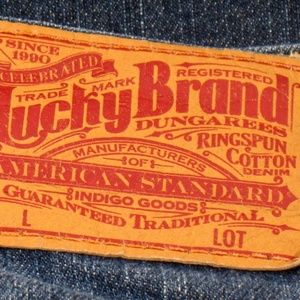 SINCE
1990
CELEBRATED
TRADE MARK
REGISTERED
Lucky Brand
DUNGAREES
MANUFACTURERS
OF
RINGSPUN
COTTON
DENIM
AMERICAN STANDARD
INDIGO GOODS
GUARANTEED TRADITIONAL
L
LOT